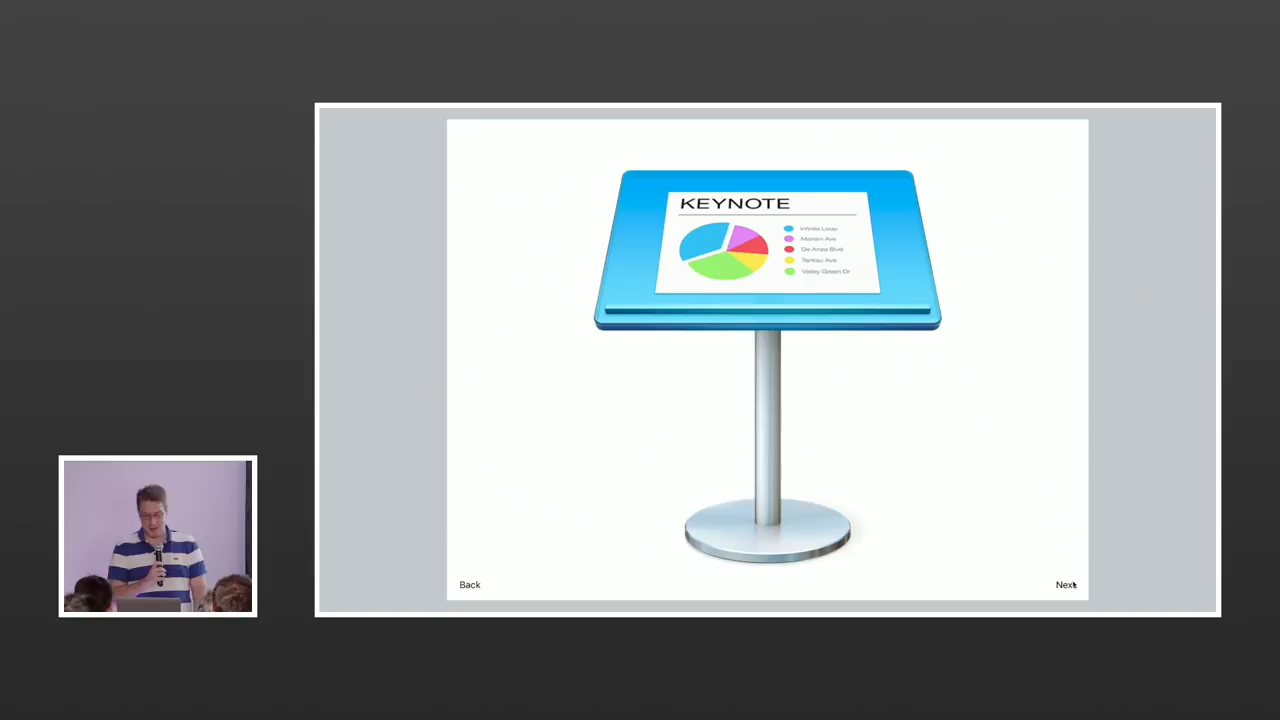 KEYNOTE
Infinite Loop
Mariani Ave
De Anza Blvd
Tantau Ave
Valley Green Dr
Back
Next